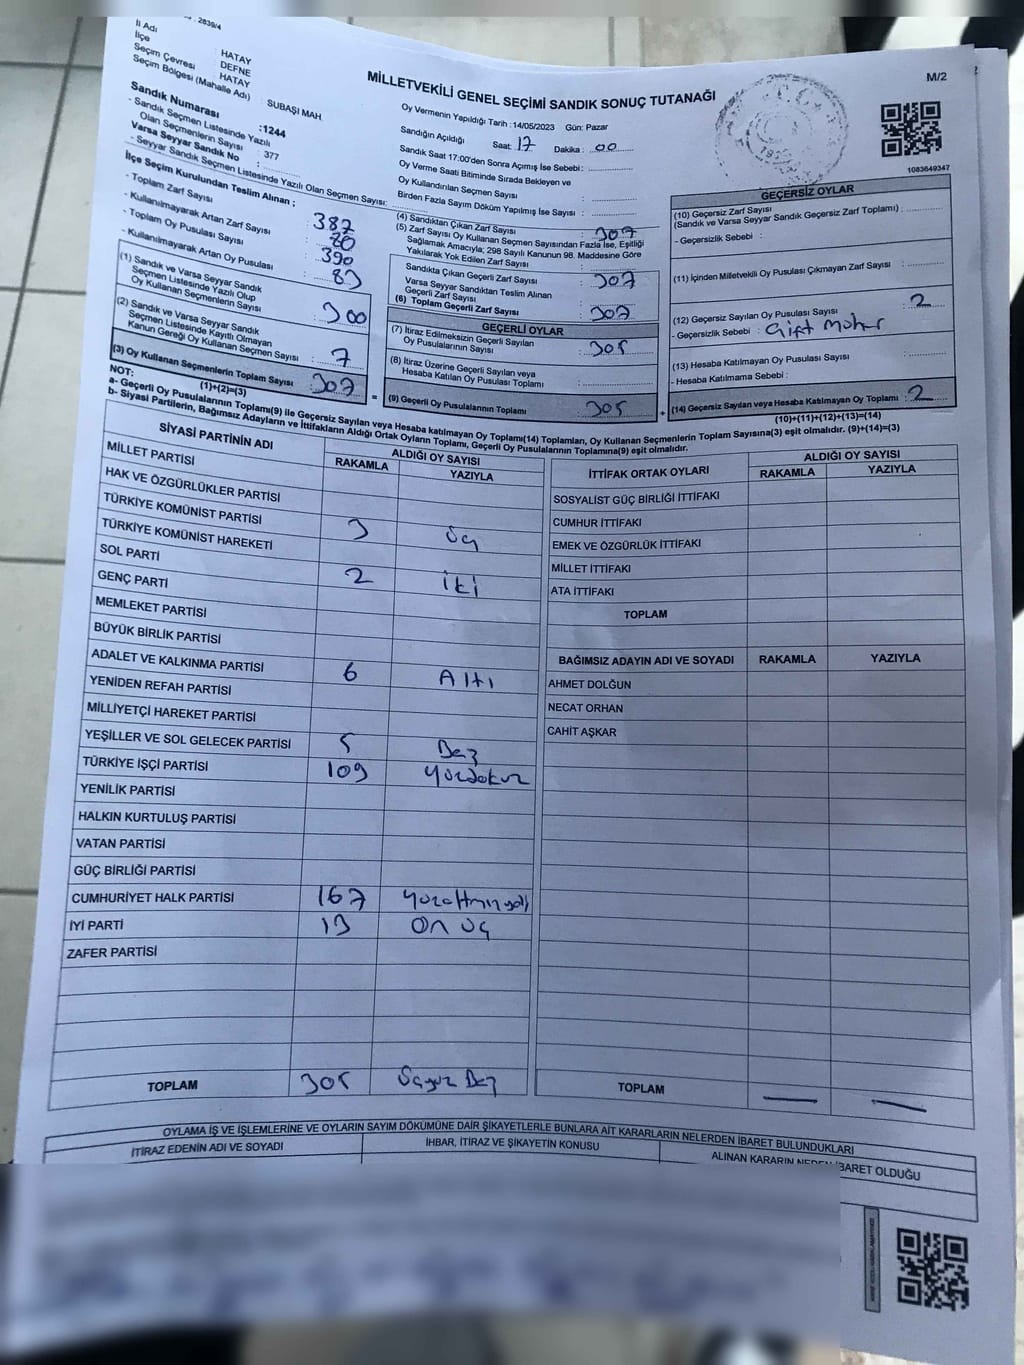 : 2839/4
İl Adı : HATAY
İlçe : DEFNE
Seçim Çevresi : HATAY
Seçim Bölgesi (Mahalle Adı) : SUBAŞI MAH.
Sandık Numarası :1244
- Sandık Seçmen Listesinde Yazılı
Olan Seçmenlerin Sayısı : 377
Varsa Seyyar Sandık No :
- Seyyar Sandık Seçmen Listesinde Yazılı Olan Seçmen Sayısı:
MİLLETVEKİLİ GENEL SEÇİMİ SANDIK SONUÇ TUTANAĞI
M/2
Oy Vermenin Yapıldığı Tarih : 14/05/2023 Gün: Pazar
Sandığın Açıldığı Saat: 17 Dakika : 00
Sandık Saat 17:00'den Sonra Açılmış İse Sebebi :
Oy Verme Saati Bitiminde Sırada Bekleyen ve
Oy Kullandırılan Seçmen Sayısı :
Birden Fazla Sayım Döküm Yapılmış İse Sayısı :
1083649347
İlçe Seçim Kurulundan Teslim Alınan ;
- Toplam Zarf Sayısı : 387
- Kullanılmayarak Artan Zarf Sayısı : 80
- Toplam Oy Pusulası Sayısı : 390
- Kullanılmayarak Artan Oy Pusulası : 83
(1) Sandık ve Varsa Seyyar Sandık
Seçmen Listesinde Yazılı Olup
Oy Kullanan Seçmenlerin Sayısı : 300
(2) Sandık ve Varsa Seyyar Sandık
Seçmen Listesinde Kayıtlı Olmayan
Kanun Gereği Oy Kullanan Seçmen Sayısı : 7
(3) Oy Kullanan Seçmenlerin Toplam Sayısı : 307
(1)+(2)=(3)
(4) Sandıktan Çıkan Zarf Sayısı : 307
(5) Zarf Sayısı Oy Kullanan Seçmen Sayısından Fazla İse, Eşitliği
Sağlamak Amacıyla; 298 Sayılı Kanunun 98. Maddesine Göre
Yakılarak Yok Edilen Zarf Sayısı :
Sandıkta Çıkan Geçerli Zarf Sayısı : 307
Varsa Seyyar Sandıktan Teslim Alınan
Geçerli Zarf Sayısı :
(6) Toplam Geçerli Zarf Sayısı : 307
GEÇERLİ OYLAR
(7) İtiraz Edilmeksizin Geçerli Sayılan
Oy Pusulalarının Sayısı : 305
(8) İtiraz Üzerine Geçerli Sayılan veya
Hesaba Katılan Oy Pusulası Toplamı :
= (9) Geçerli Oy Pusulalarının Toplamı : 305 +
GEÇERSİZ OYLAR
(10) Geçersiz Zarf Sayısı
(Sandık ve Varsa Seyyar Sandık Geçersiz Zarf Toplamı) :
- Geçersizlik Sebebi :
(11) İçinden Milletvekili Oy Pusulası Çıkmayan Zarf Sayısı :
(12) Geçersiz Sayılan Oy Pusulası Sayısı : 2
- Geçersizlik Sebebi : Çift Mühür
(13) Hesaba Katılmayan Oy Pusulası Sayısı :
- Hesaba Katılmama Sebebi :
(14) Geçersiz Sayılan veya Hesaba Katılmayan Oy Toplamı : 2
(10)+(11)+(12)+(13)=(14)
NOT:
a- Geçerli Oy Pusulalarının Toplamı(9) ile Geçersiz Sayılan veya Hesaba katılmayan Oy Toplamı(14) Toplamları, Oy Kullanan Seçmenlerin Toplam Sayısına(3) eşit olmalıdır. (9)+(14)=(3)
b- Siyasi Partilerin, Bağımsız Adayların ve İttifakların Aldığı Ortak Oyların Toplamı, Geçerli Oy Pusulalarının Toplamına(9) eşit olmalıdır.
SİYASİ PARTİNİN ADI ALDIĞI OY SAYISI
RAKAMLA YAZIYLA
MİLLET PARTİSİ
HAK VE ÖZGÜRLÜKLER PARTİSİ
TÜRKİYE KOMÜNİST PARTİSİ 3 üç
TÜRKİYE KOMÜNİST HAREKETİ
SOL PARTİ 2 iki
GENÇ PARTİ
MEMLEKET PARTİSİ
BÜYÜK BİRLİK PARTİSİ
ADALET VE KALKINMA PARTİSİ 6 Altı
YENİDEN REFAH PARTİSİ
MİLLİYETÇİ HAREKET PARTİSİ
YEŞİLLER VE SOL GELECEK PARTİSİ 5 Beş
TÜRKİYE İŞÇİ PARTİSİ 109 Yüzdokuz
YENİLİK PARTİSİ
HALKIN KURTULUŞ PARTİSİ
VATAN PARTİSİ
GÜÇ BİRLİĞİ PARTİSİ
CUMHURİYET HALK PARTİSİ 167 Yüzaltmışyedi
İYİ PARTİ 13 On üç
ZAFER PARTİSİ
TOPLAM 305 üçyüz Beş
İTTİFAK ORTAK OYLARI ALDIĞI OY SAYISI
RAKAMLA YAZIYLA
SOSYALİST GÜÇ BİRLİĞİ İTTİFAKI
CUMHUR İTTİFAKI
EMEK VE ÖZGÜRLÜK İTTİFAKI
MİLLET İTTİFAKI
ATA İTTİFAKI
TOPLAM
BAĞIMSIZ ADAYIN ADI VE SOYADI RAKAMLA YAZIYLA
AHMET DOLĞUN
NECAT ORHAN
CAHİT AŞKAR
TOPLAM
OYLAMA İŞ VE İŞLEMLERİNE VE OYLARIN SAYIM DÖKÜMÜNE DAİR ŞİKAYETLERLE BUNLARA AİT KARARLARIN NELERDEN İBARET BULUNDUKLARI
İTİRAZ EDENİN ADI VE SOYADI İHBAR, İTİRAZ VE ŞİKAYETİN KONUSU ALINAN KARARIN NEDEN İBARET OLDUĞU